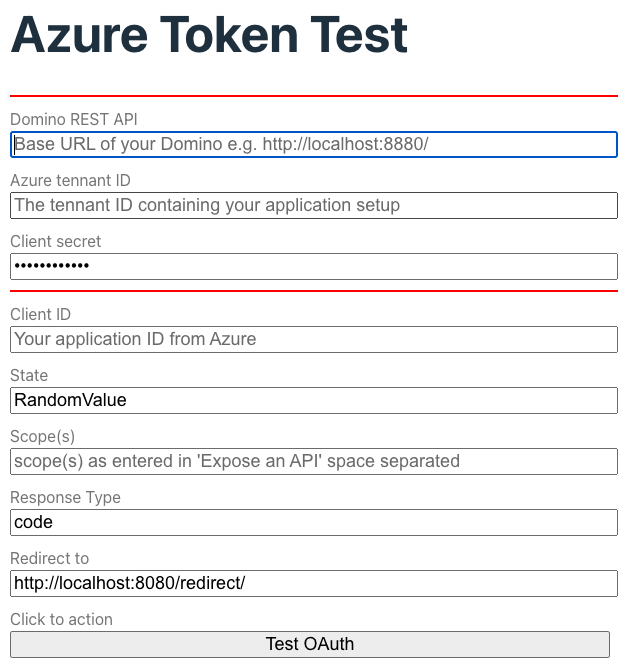 Azure Token Test
Domino REST API
Base URL of your Domino e.g. http://localhost:8880/
Azure tennant ID
The tennant ID containing your application setup
Client secret
••••••••••••
Client ID
Your application ID from Azure
State
RandomValue
Scope(s)
scope(s) as entered in 'Expose an API' space separated
Response Type
code
Redirect to
http://localhost:8080/redirect/
Click to action
Test OAuth